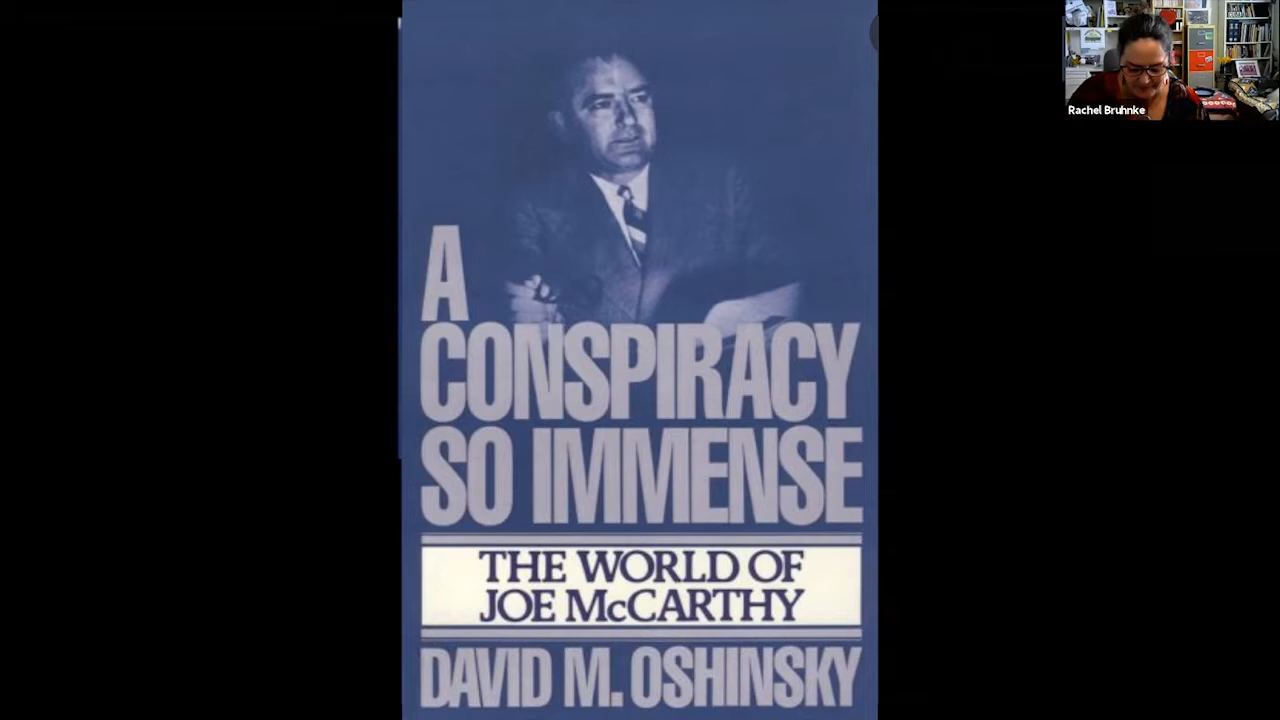 Rachel Bruhnke
A
CONSPIRACY
SO IMMENSE
THE WORLD OF
JOE McCARTHY
DAVID M. OSHINSKY